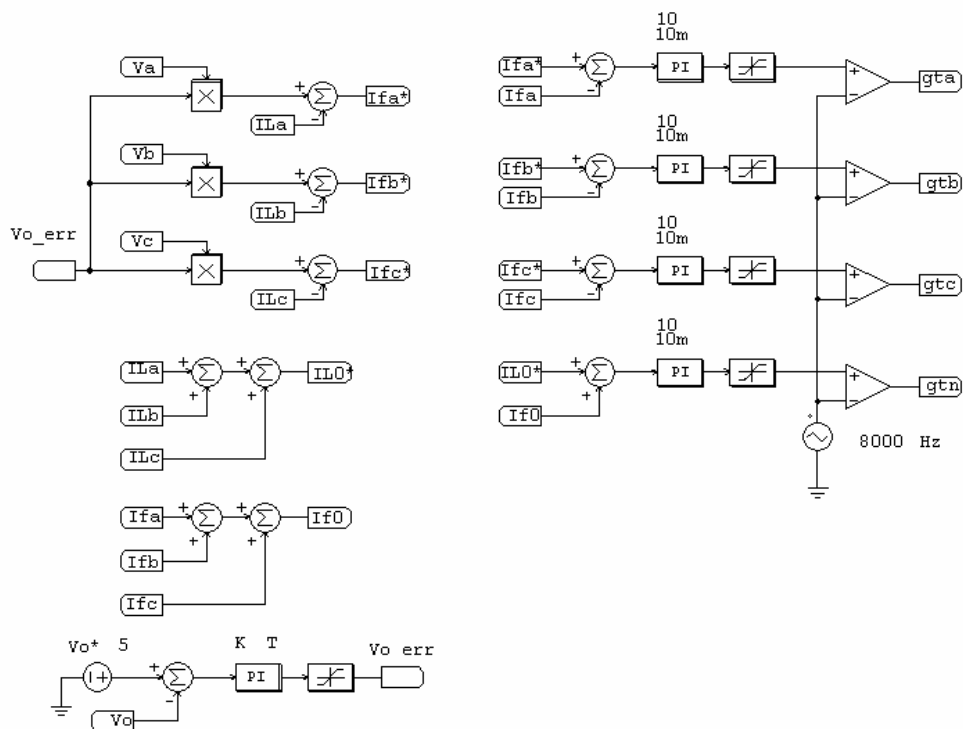 Va
×
+
Σ
Ifa*
-
ILa
Vb
×
+
Σ
Ifb*
-
ILb
Vo_err
Vc
×
+
Σ
Ifc*
-
ILc
ILa
+
Σ
+
Σ
IL0*
+
+
ILb
ILc
Ifa
+
Σ
+
Σ
If0
+
+
Ifb
Ifc
Vo* 5
K T
Vo err
+
Σ
PI
-
Vo
10
10m
Ifa*
+
Σ
PI
+
gta
Ifa
-
-
10
10m
Ifb*
+
Σ
PI
+
gtb
Ifb
-
-
10
10m
Ifc*
+
Σ
PI
+
gtc
Ifc
-
-
10
10m
IL0*
+
Σ
PI
+
gtn
If0
+
-
8000 Hz